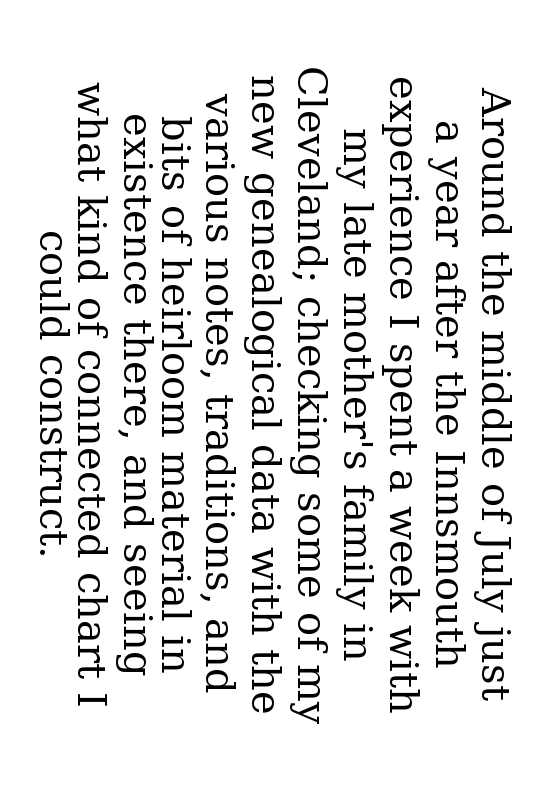 Around the middle of July just
a year after the Innsmouth
experience I spent a week with
my late mother's family in
Cleveland; checking some of my
new genealogical data with the
various notes, traditions, and
bits of heirloom material in
existence there, and seeing
what kind of connected chart I
could construct.